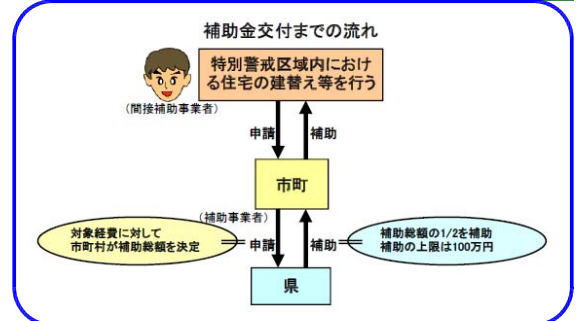 補助金交付までの流れ
特別警戒区域内におけ
る住宅の建替え等を行う
（間接補助事業者）
申請
補助
市町
（補助事業者）
対象経費に対して
市町村が補助総額を決定
申請
補助
補助総額の1/2を補助
補助の上限は100万円
県